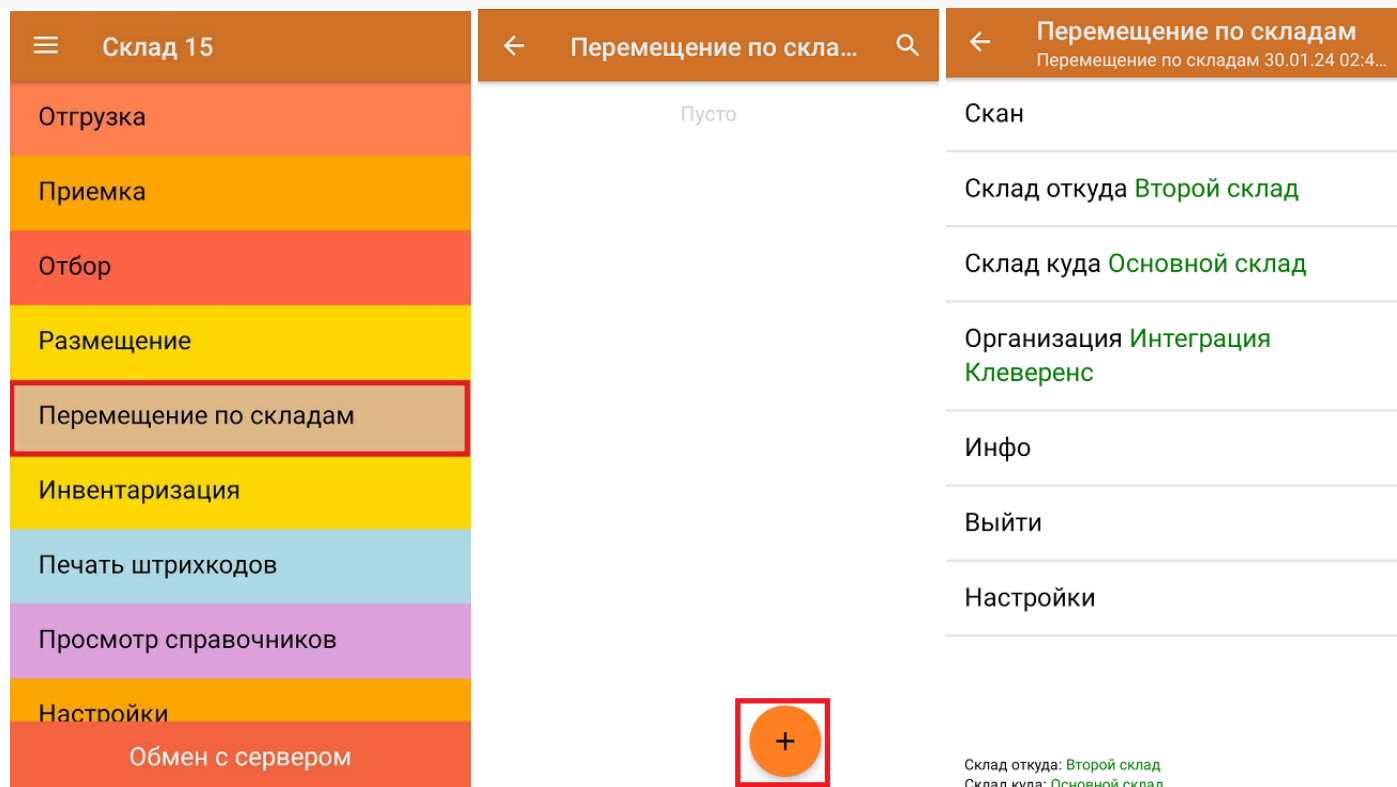 Склад 15
Отгрузка
Приемка
Отбор
Размещение
Перемещение по складам
Инвентаризация
Печать штрихкодов
Просмотр справочников
Настройки
Обмен с сервером
Перемещение по скла...
Пусто
+
Перемещение по складам
Перемещение по складам 30.01.24 02:4...
Скан
Склад откуда Второй склад
Склад куда Основной склад
Организация Интеграция
Клеверенс
Инфо
Выйти
Настройки
Склад откуда: Второй склад
Склад куда: Основной склад